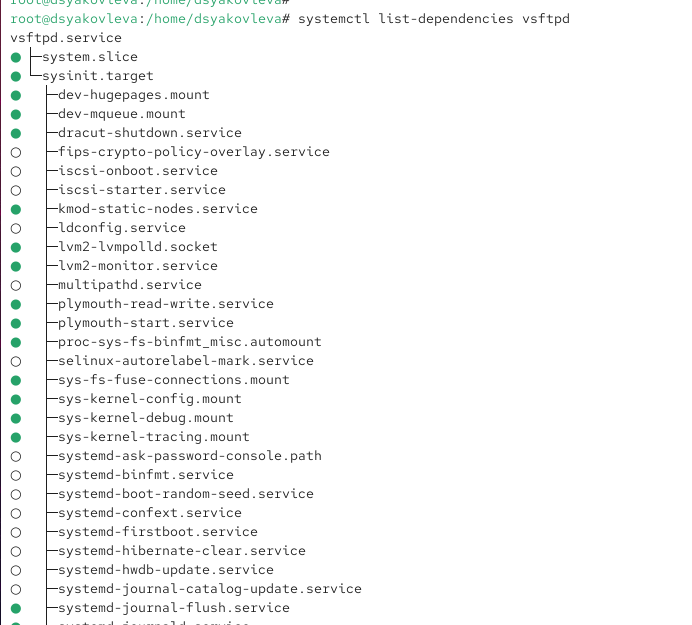 root@dsyakovleva:/home/dsyakovleva#
root@dsyakovleva:/home/dsyakovleva# systemctl list-dependencies vsftpd
vsftpd.service
● ├─system.slice
● └─sysinit.target
●   ├─dev-hugepages.mount
●   ├─dev-mqueue.mount
●   ├─dracut-shutdown.service
○   ├─fips-crypto-policy-overlay.service
○   ├─iscsi-onboot.service
○   ├─iscsi-starter.service
●   ├─kmod-static-nodes.service
○   ├─ldconfig.service
●   ├─lvm2-lvmpolld.socket
●   ├─lvm2-monitor.service
○   ├─multipathd.service
●   ├─plymouth-read-write.service
●   ├─plymouth-start.service
●   ├─proc-sys-fs-binfmt_misc.automount
○   ├─selinux-autorelabel-mark.service
●   ├─sys-fs-fuse-connections.mount
●   ├─sys-kernel-config.mount
●   ├─sys-kernel-debug.mount
●   ├─sys-kernel-tracing.mount
○   ├─systemd-ask-password-console.path
○   ├─systemd-binfmt.service
○   ├─systemd-boot-random-seed.service
○   ├─systemd-confext.service
○   ├─systemd-firstboot.service
○   ├─systemd-hibernate-clear.service
○   ├─systemd-hwdb-update.service
○   ├─systemd-journal-catalog-update.service
●   ├─systemd-journal-flush.service
●   ├─systemd-journald.service